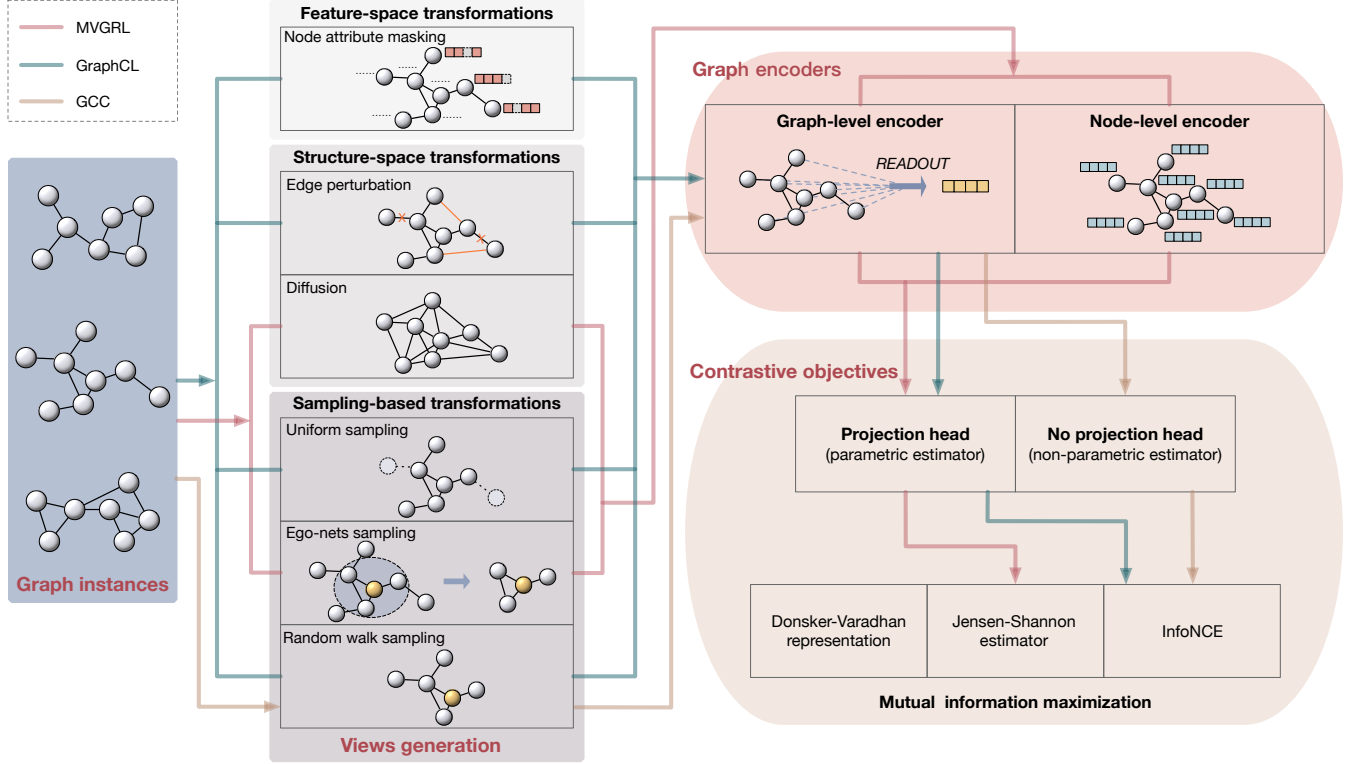 MVGRL
GraphCL
GCC
Graph instances
Feature-space transformations
Node attribute masking
Structure-space transformations
Edge perturbation
Diffusion
Sampling-based transformations
Uniform sampling
Ego-nets sampling
Random walk sampling
Views generation
Graph encoders
Graph-level encoder
READOUT
Node-level encoder
Contrastive objectives
Projection head
(parametric estimator)
No projection head
(non-parametric estimator)
Donsker-Varadhan
representation
Jensen-Shannon
estimator
InfoNCE
Mutual information maximization